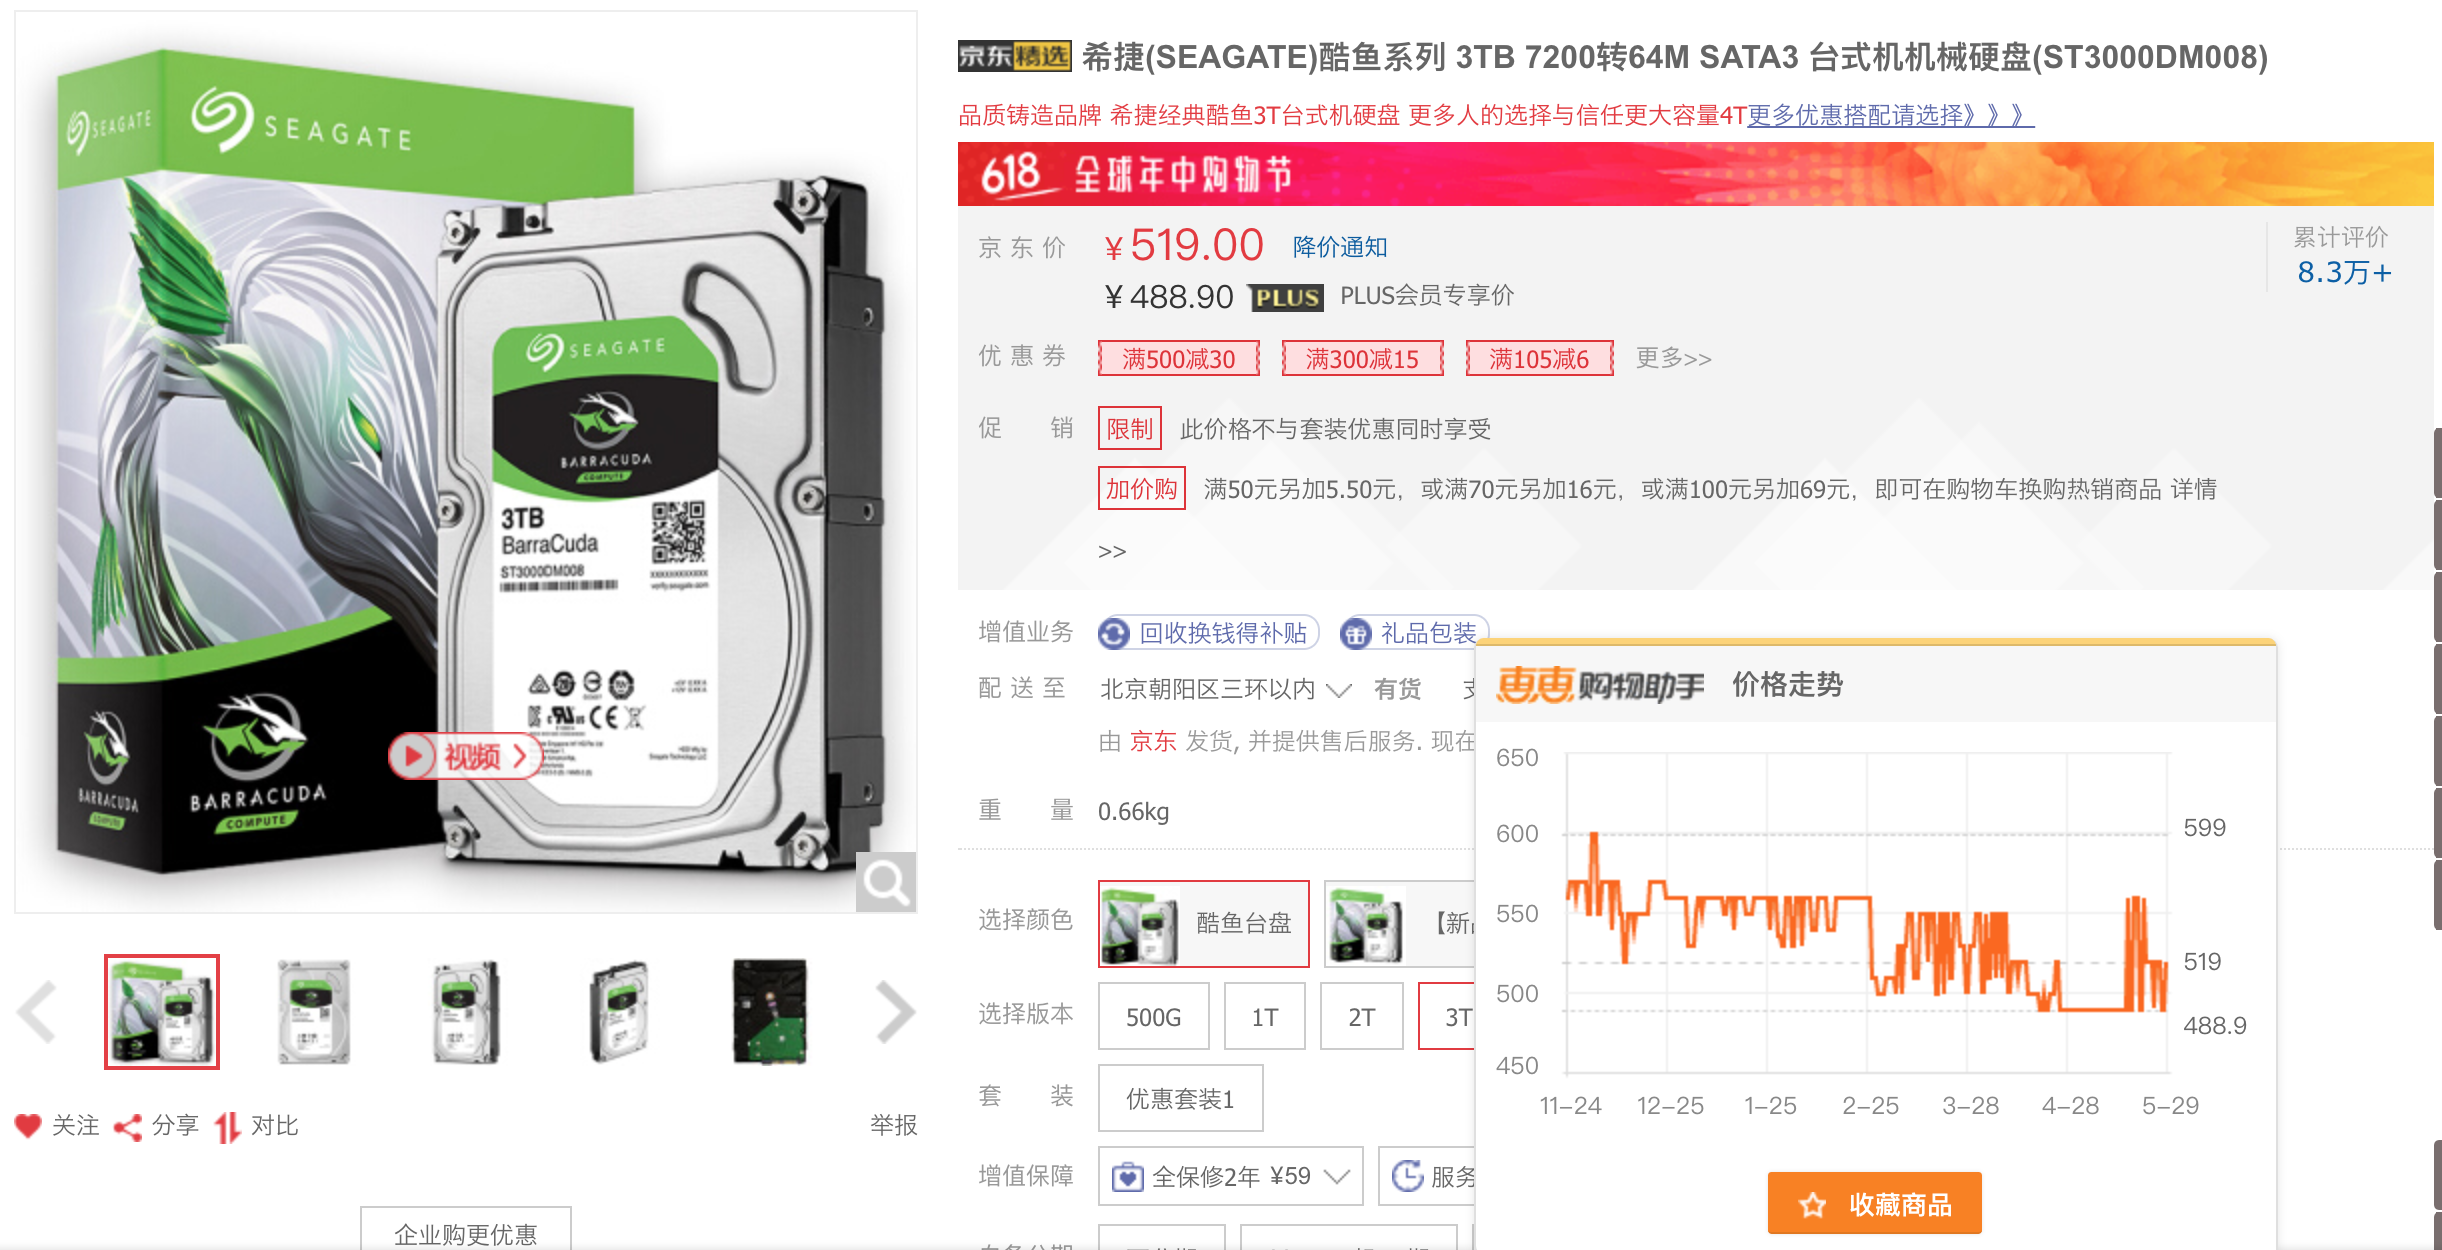 京东精选 希捷(SEAGATE)酷鱼系列 3TB 7200转64M SATA3 台式机机械硬盘(ST3000DM008)
品质铸造品牌 希捷经典酷鱼3T台式机硬盘 更多人的选择与信任更大容量4T更多优惠搭配请选择》》》
618 全球年中购物节
京东价 ¥519.00 降价通知
累计评价
8.3万+
¥488.90 PLUS PLUS会员专享价
优惠券 满500减30 满300减15 满105减6 更多>>
促销 限制 此价格不与套装优惠同时享受
加价购 满50元另加5.50元，或满70元另加16元，或满100元另加69元，即可在购物车换购热销商品 详情
>>
增值业务 回收换钱得补贴 礼品包装
配送至 北京朝阳区三环以内 有货
由 京东 发货, 并提供售后服务. 现在
重量 0.66kg
选择颜色 酷鱼台盘 【新
选择版本 500G 1T 2T 3T
套装 优惠套装1
增值保障 全保修2年 ¥59 服务
惠惠购物助手 价格走势
650
600
550
500
450
599
519
488.9
11-24 12-25 1-25 2-25 3-28 4-28 5-29
收藏商品
SEAGATE
SEAGATE
SEAGATE
BARRACUDA
COMPUTE
3TB
BarraCuda
ST3000DM008
BARRACUDA
COMPUTE
BARRACUDA
COMPUTE
视频
关注 分享 对比 举报
企业购更优惠